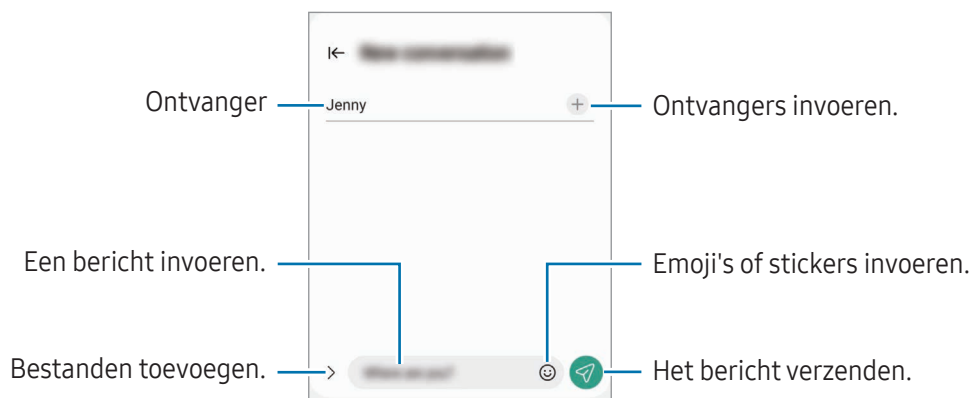 Ontvanger
Jenny
Ontvangers invoeren.
Een bericht invoeren.
Emoji's of stickers invoeren.
Bestanden toevoegen.
Het bericht verzenden.